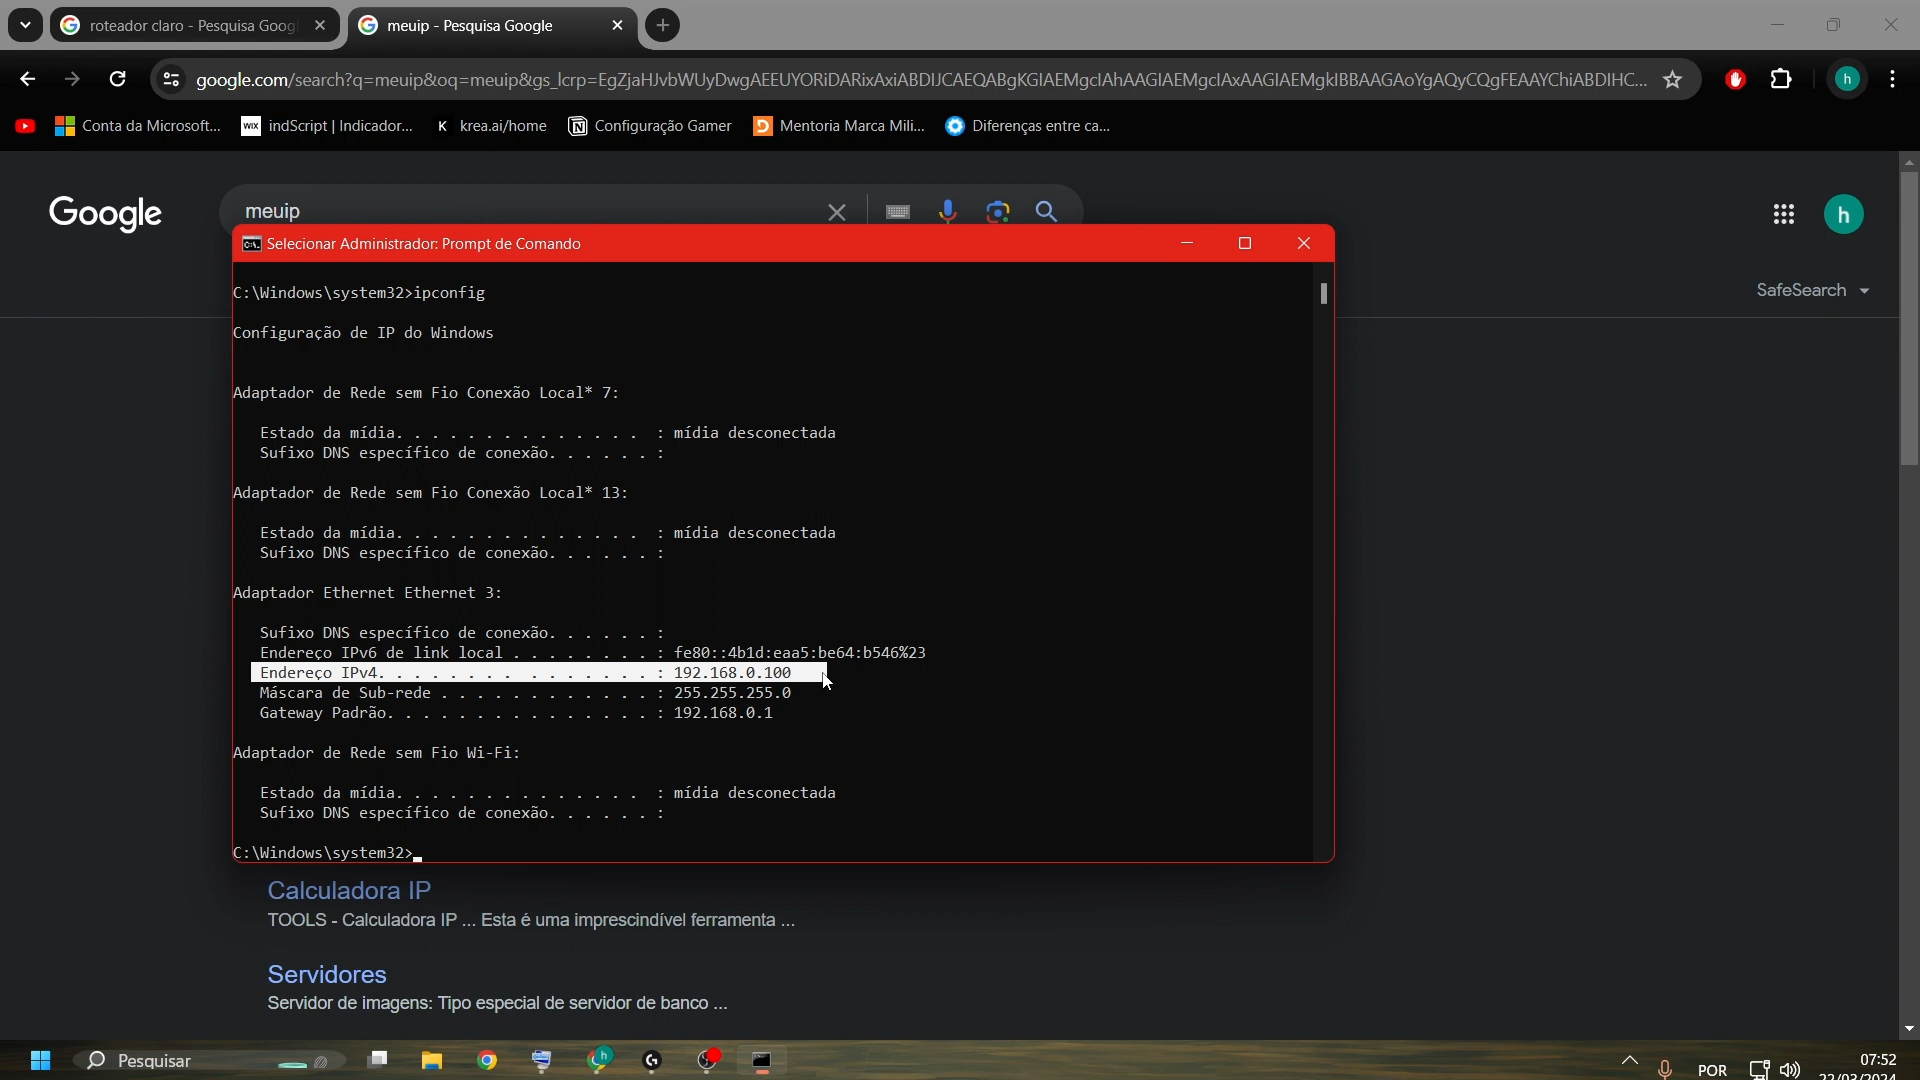 roteador claro - Pesquisa Goog
meuip - Pesquisa Google
google.com/search?q=meuip&oq=meuip&gs_lcrp=EgZjaHJvbWUyDwgAEEUYORiDARixAxiABDIJCAEQABgKGIAEMgcIAhAAGIAEMgcIAxAAGIAEMgkIBBAAGAoYgAQyCQgFEAAYChiABDIHC...
h
Conta da Microsoft...
WIX indScript | Indicador...
K krea.ai/home
Configuração Gamer
Mentoria Marca Mili...
Diferenças entre ca...
Google
meuip
h
SafeSearch
Selecionar Administrador: Prompt de Comando
C:\Windows\system32>ipconfig
Configuração de IP do Windows
Adaptador de Rede sem Fio Conexão Local* 7:
Estado da mídia. . . . . . . . . . . . . . : mídia desconectada
Sufixo DNS específico de conexão. . . . . . :
Adaptador de Rede sem Fio Conexão Local* 13:
Estado da mídia. . . . . . . . . . . . . . : mídia desconectada
Sufixo DNS específico de conexão. . . . . . :
Adaptador Ethernet Ethernet 3:
Sufixo DNS específico de conexão. . . . . . :
Endereço IPv6 de link local . . . . . . . . : fe80::4b1d:eaa5:be64:b546%23
Endereço IPv4. . . . . . . . . . . . . . . : 192.168.0.100
Máscara de Sub-rede . . . . . . . . . . . . : 255.255.255.0
Gateway Padrão. . . . . . . . . . . . . . . : 192.168.0.1
Adaptador de Rede sem Fio Wi-Fi:
Estado da mídia. . . . . . . . . . . . . . : mídia desconectada
Sufixo DNS específico de conexão. . . . . . :
C:\Windows\system32>
Calculadora IP
TOOLS - Calculadora IP ... Esta é uma imprescindível ferramenta ...
Servidores
Servidor de imagens: Tipo especial de servidor de banco ...
Pesquisar
POR
07:52
22/03/2024